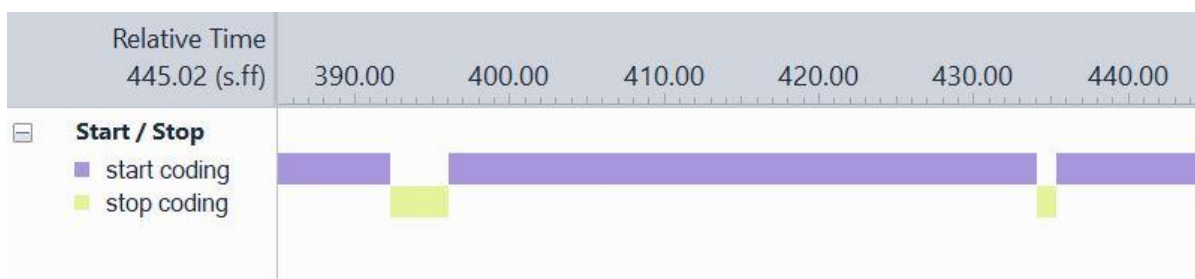 Relative Time
445.02 (s.ff) 390.00 400.00 410.00 420.00 430.00 440.00
Start / Stop
start coding
stop coding